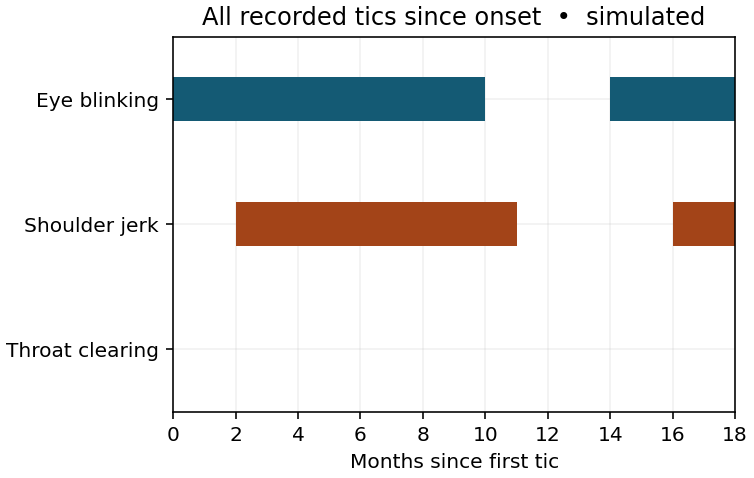 All recorded tics since onset • simulated
Eye blinking
Shoulder jerk
Throat clearing
0 2 4 6 8 10 12 14 16 18
Months since first tic